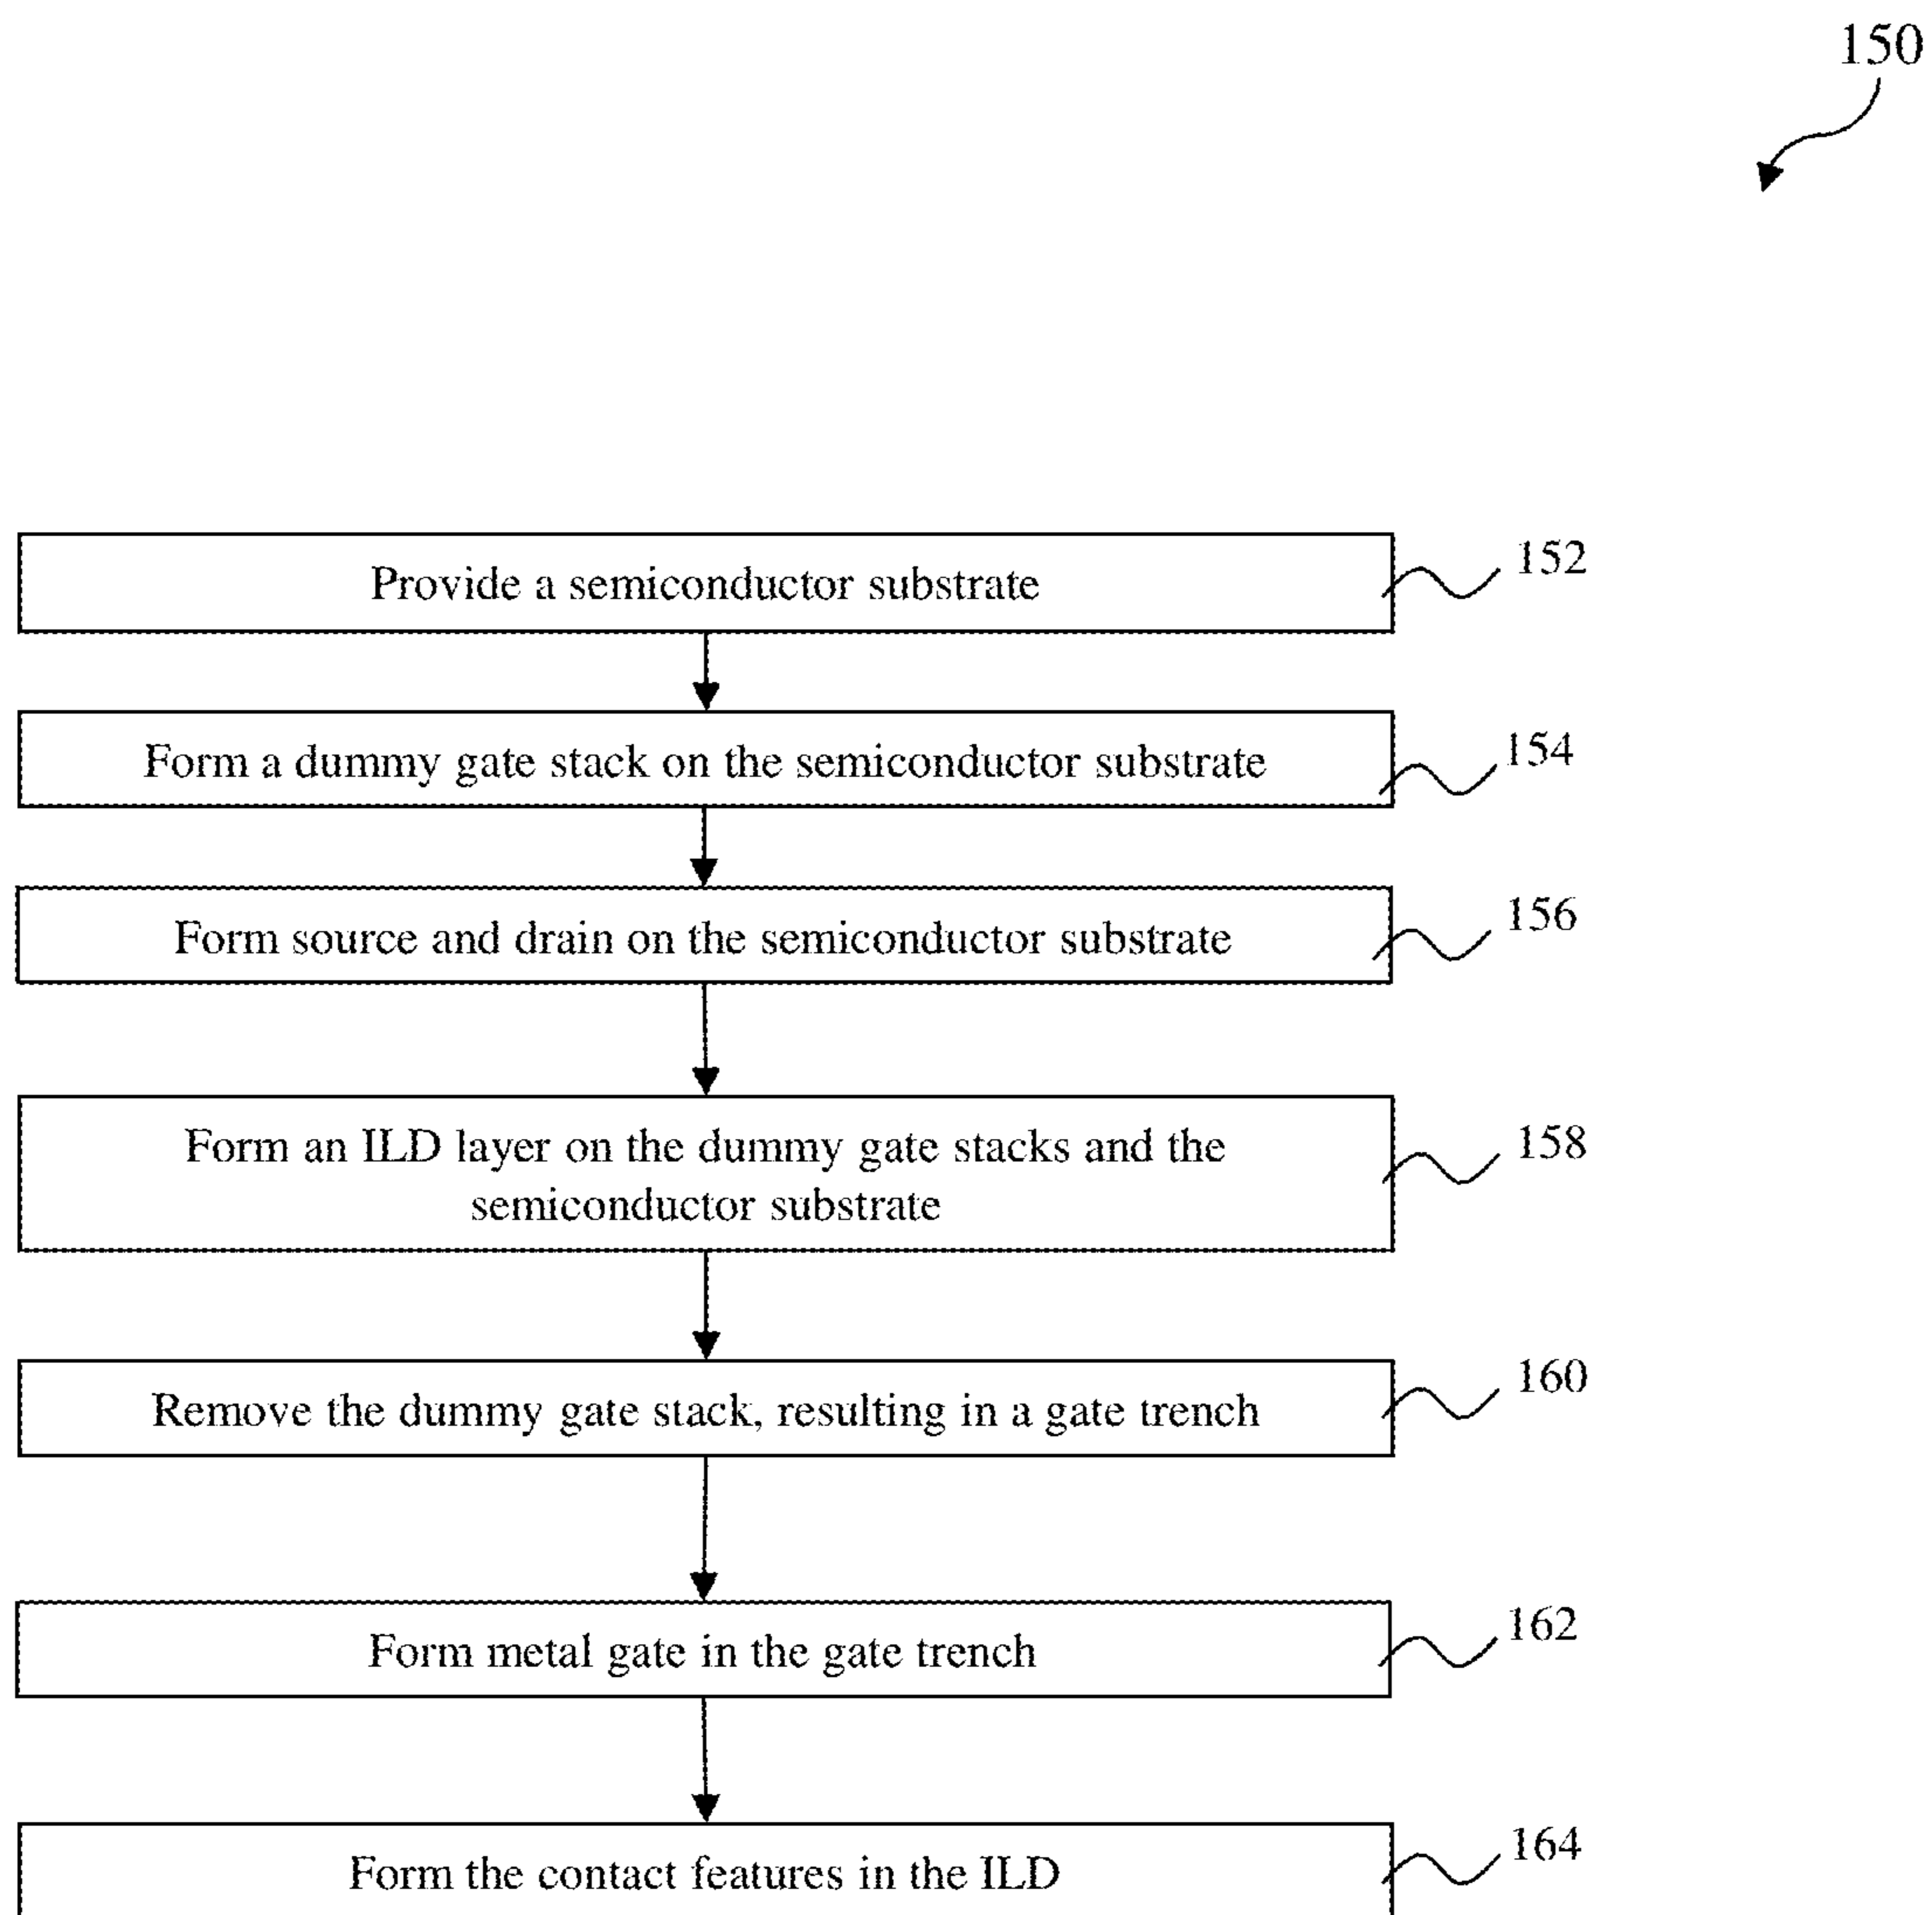 150
Provide a semiconductor substrate
152
Form a dummy gate stack on the semiconductor substrate
154
Form source and drain on the semiconductor substrate
156
Form an ILD layer on the dummy gate stacks and the
semiconductor substrate
158
Remove the dummy gate stack, resulting in a gate trench
160
Form metal gate in the gate trench
162
Form the contact features in the ILD
164